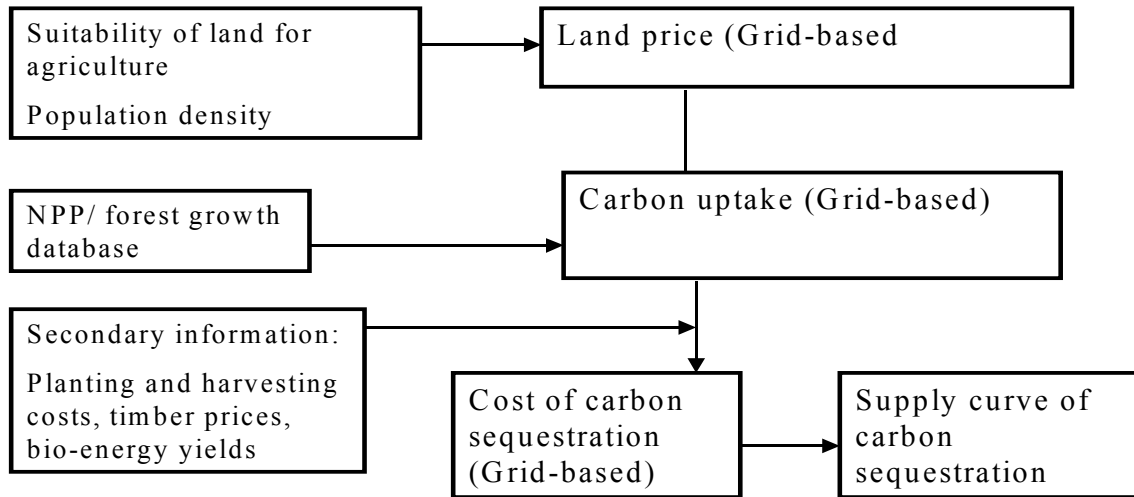 Suitability of land for
agriculture
Population density
Land price (Grid-based
NPP/ forest growth
database
Carbon uptake (Grid-based)
Secondary information:
Planting and harvesting
costs, timber prices,
bio-energy yields
Cost of carbon
sequestration
(Grid-based)
Supply curve of
carbon
sequestration